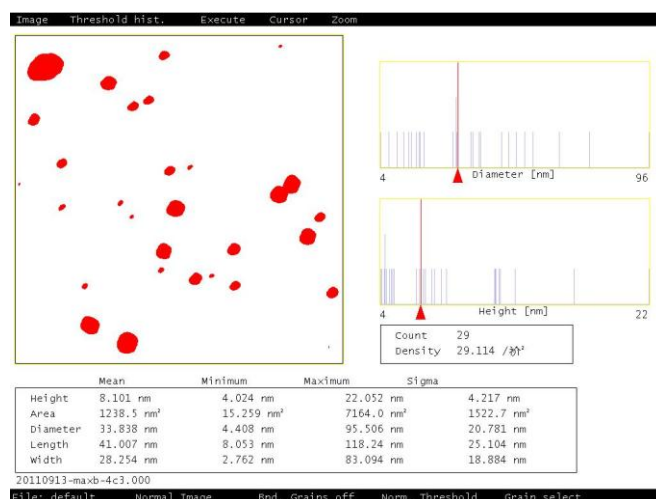 Image Threshold hist. Execute Cursor Zoom
4 Diameter [nm] 96
4 Height [nm] 22
Count 29
Density 29.114 /㎛²
Mean Minimum Maximum Sigma
Height 8.101 nm 4.024 nm 22.052 nm 4.217 nm
Area 1238.5 nm² 15.259 nm² 7164.0 nm² 1522.7 nm²
Diameter 33.838 nm 4.408 nm 95.506 nm 20.781 nm
Length 41.007 nm 8.053 nm 118.24 nm 25.104 nm
Width 28.254 nm 2.762 nm 83.094 nm 18.884 nm
20110913-maxb-4c3.000
File: default Normal Image Bnd Grains off Norm Threshold Grain select